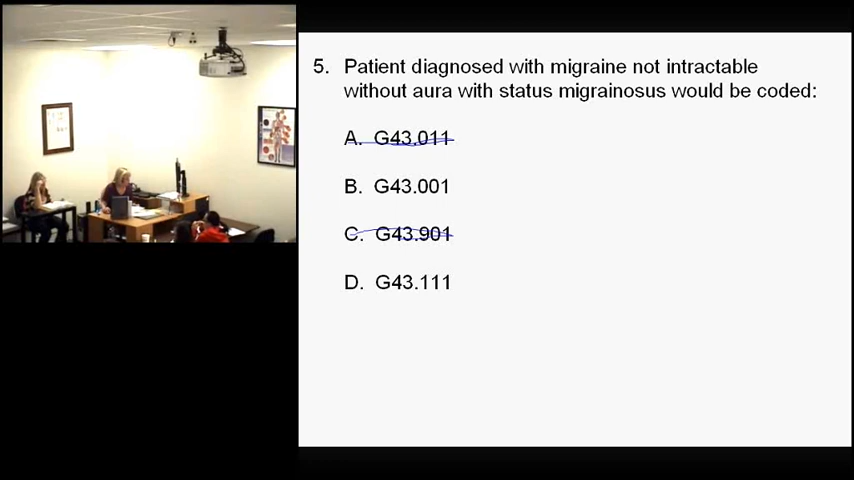 5. Patient diagnosed with migraine not intractable
without aura with status migrainosus would be coded:
A. G43.011
B. G43.001
C. G43.901
D. G43.111